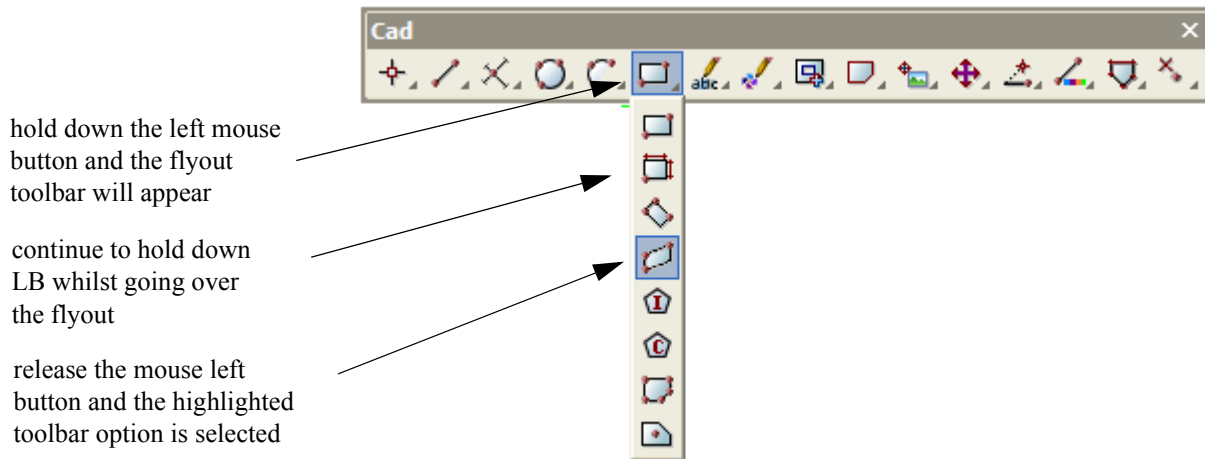 Cad
abc
hold down the left mouse
button and the flyout
toolbar will appear
continue to hold down
LB whilst going over
the flyout
release the mouse left
button and the highlighted
toolbar option is selected
I
C